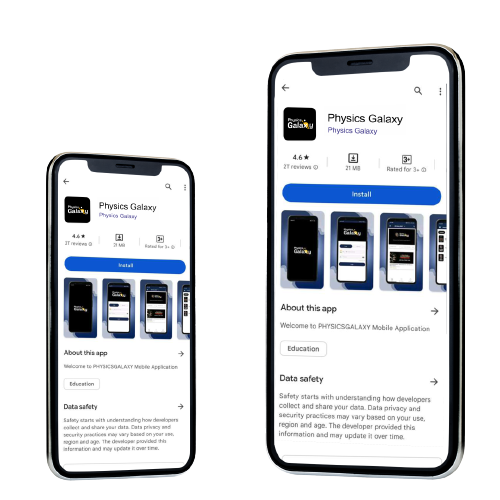 Physics
Galaxy
Physics Galaxy
Physics Galaxy
4.6★
2T reviews
21 MB
3+
Rated for 3+
Install
About this app
Welcome to PHYSICSGALAXY Mobile Application
Education
Data safety
Safety starts with understanding how developers
collect and share your data. Data privacy and
security practices may vary based on your use,
region and age. The developer provided this
information and may update it over time.
Physics
Galaxy
Physics Galaxy
Physics Galaxy
4.6★
2T reviews
21 MB
3+
Rated for 3+
Install
About this app
Welcome to PHYSICSGALAXY Mobile Application
Education
Data safety
Safety starts with understanding how developers
collect and share your data. Data privacy and
security practices may vary based on your use,
region and age. The developer provided this
information and may update it over time.